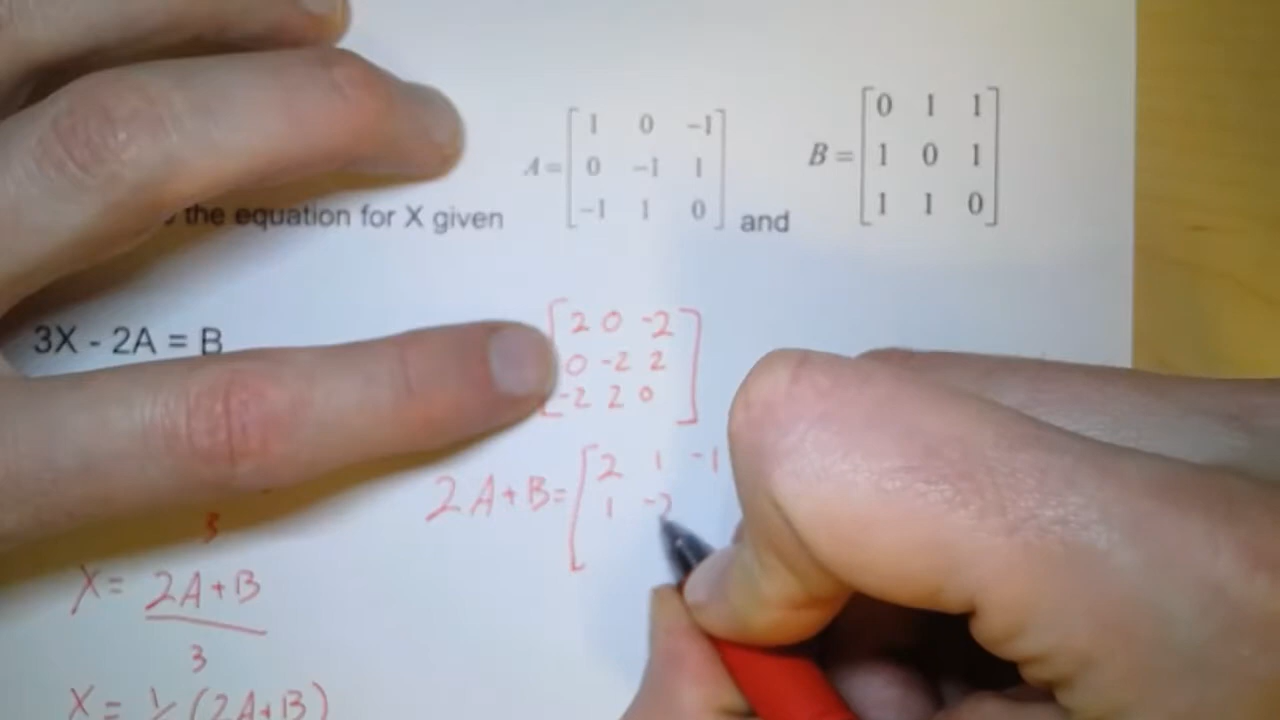 A = [1 0 -1
0 -1 1
-1 1 0]
B = [0 1 1
1 0 1
1 1 0]
the equation for X given
and
3X - 2A = B
[2 0 -2
0 -2 2
-2 2 0]
2A+B= [2 1 -1
1 -2
3
X = 2A+B
3
X = (2A+B)